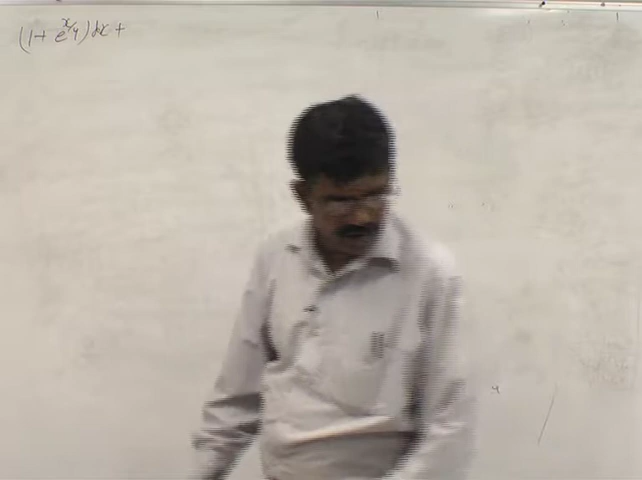 (1+ e^{x/y})dx +